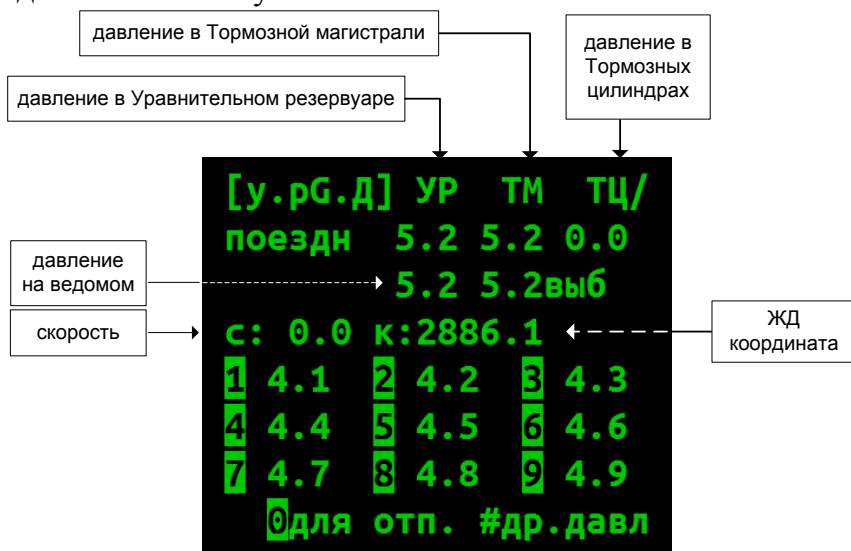 давление в Тормозной магистрали
давление в
Тормозных
цилиндрах
давление в Уравнительном резервуаре
[у.рG.Д] УР ТМ ТЦ/
поездн 5.2 5.2 0.0
давление
на ведомом
5.2 5.2выб
скорость
с: 0.0 к:2886.1
ЖД
координата
1 4.1 2 4.2 3 4.3
4 4.4 5 4.5 6 4.6
7 4.7 8 4.8 9 4.9
0для отп. #др.давл